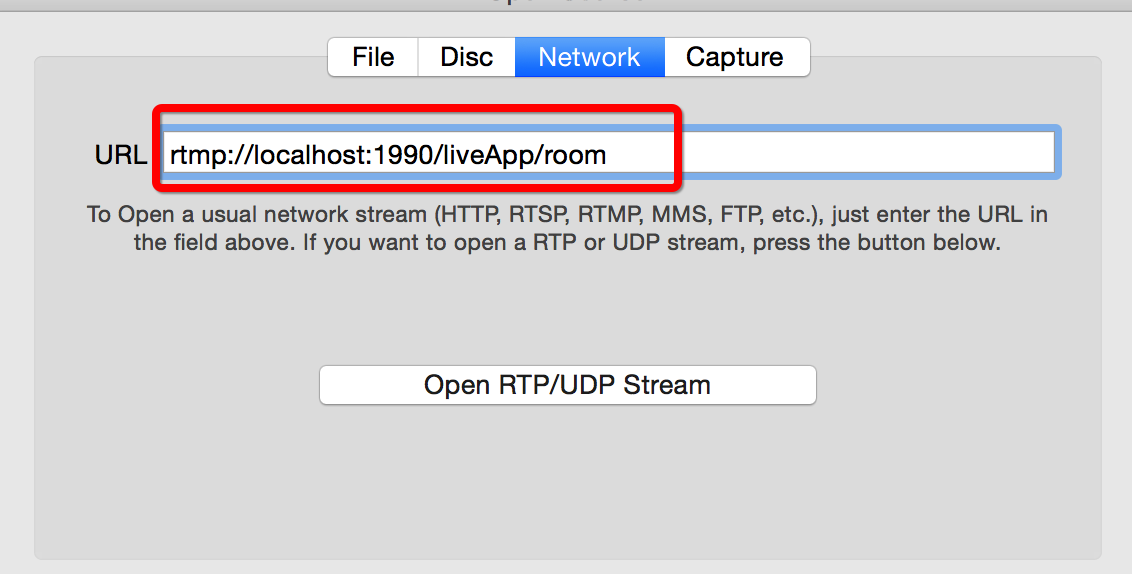 File Disc Network Capture
URL rtmp://localhost:1990/liveApp/room
To Open a usual network stream (HTTP, RTSP, RTMP, MMS, FTP, etc.), just enter the URL in
the field above. If you want to open a RTP or UDP stream, press the button below.
Open RTP/UDP Stream